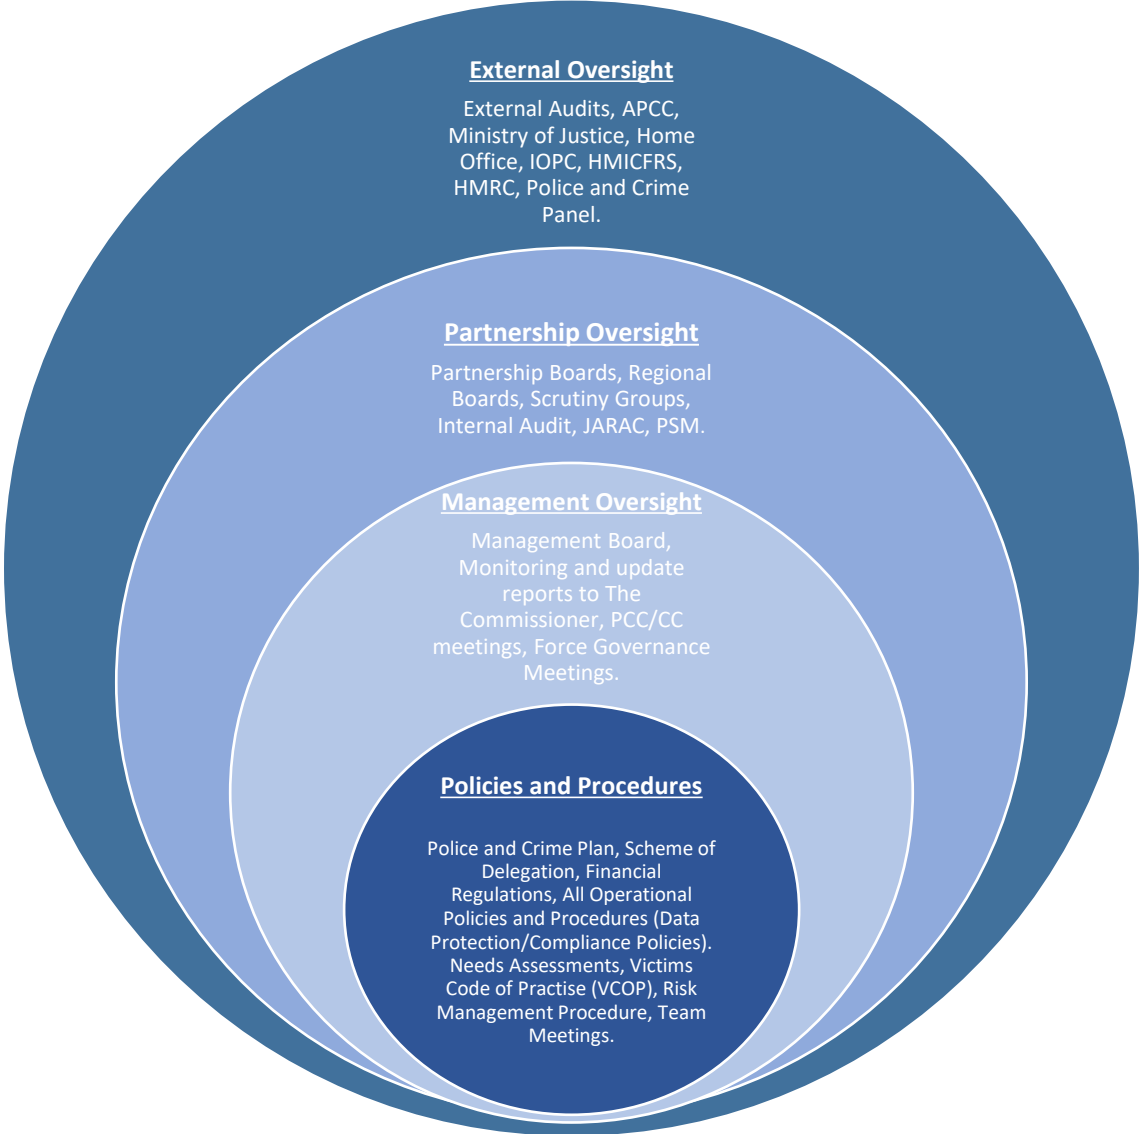 External Oversight
External Audits, APCC,
Ministry of Justice, Home
Office, IOPC, HMICFRS,
HMRC, Police and Crime
Panel.
Partnership Oversight
Partnership Boards, Regional
Boards, Scrutiny Groups,
Internal Audit, JARAC, PSM.
Management Oversight
Management Board,
Monitoring and update
reports to The
Commissioner, PCC/CC
meetings, Force Governance
Meetings.
Policies and Procedures
Police and Crime Plan, Scheme of
Delegation, Financial
Regulations, All Operational
Policies and Procedures (Data
Protection/Compliance Policies).
Needs Assessments, Victims
Code of Practise (VCOP), Risk
Management Procedure, Team
Meetings.